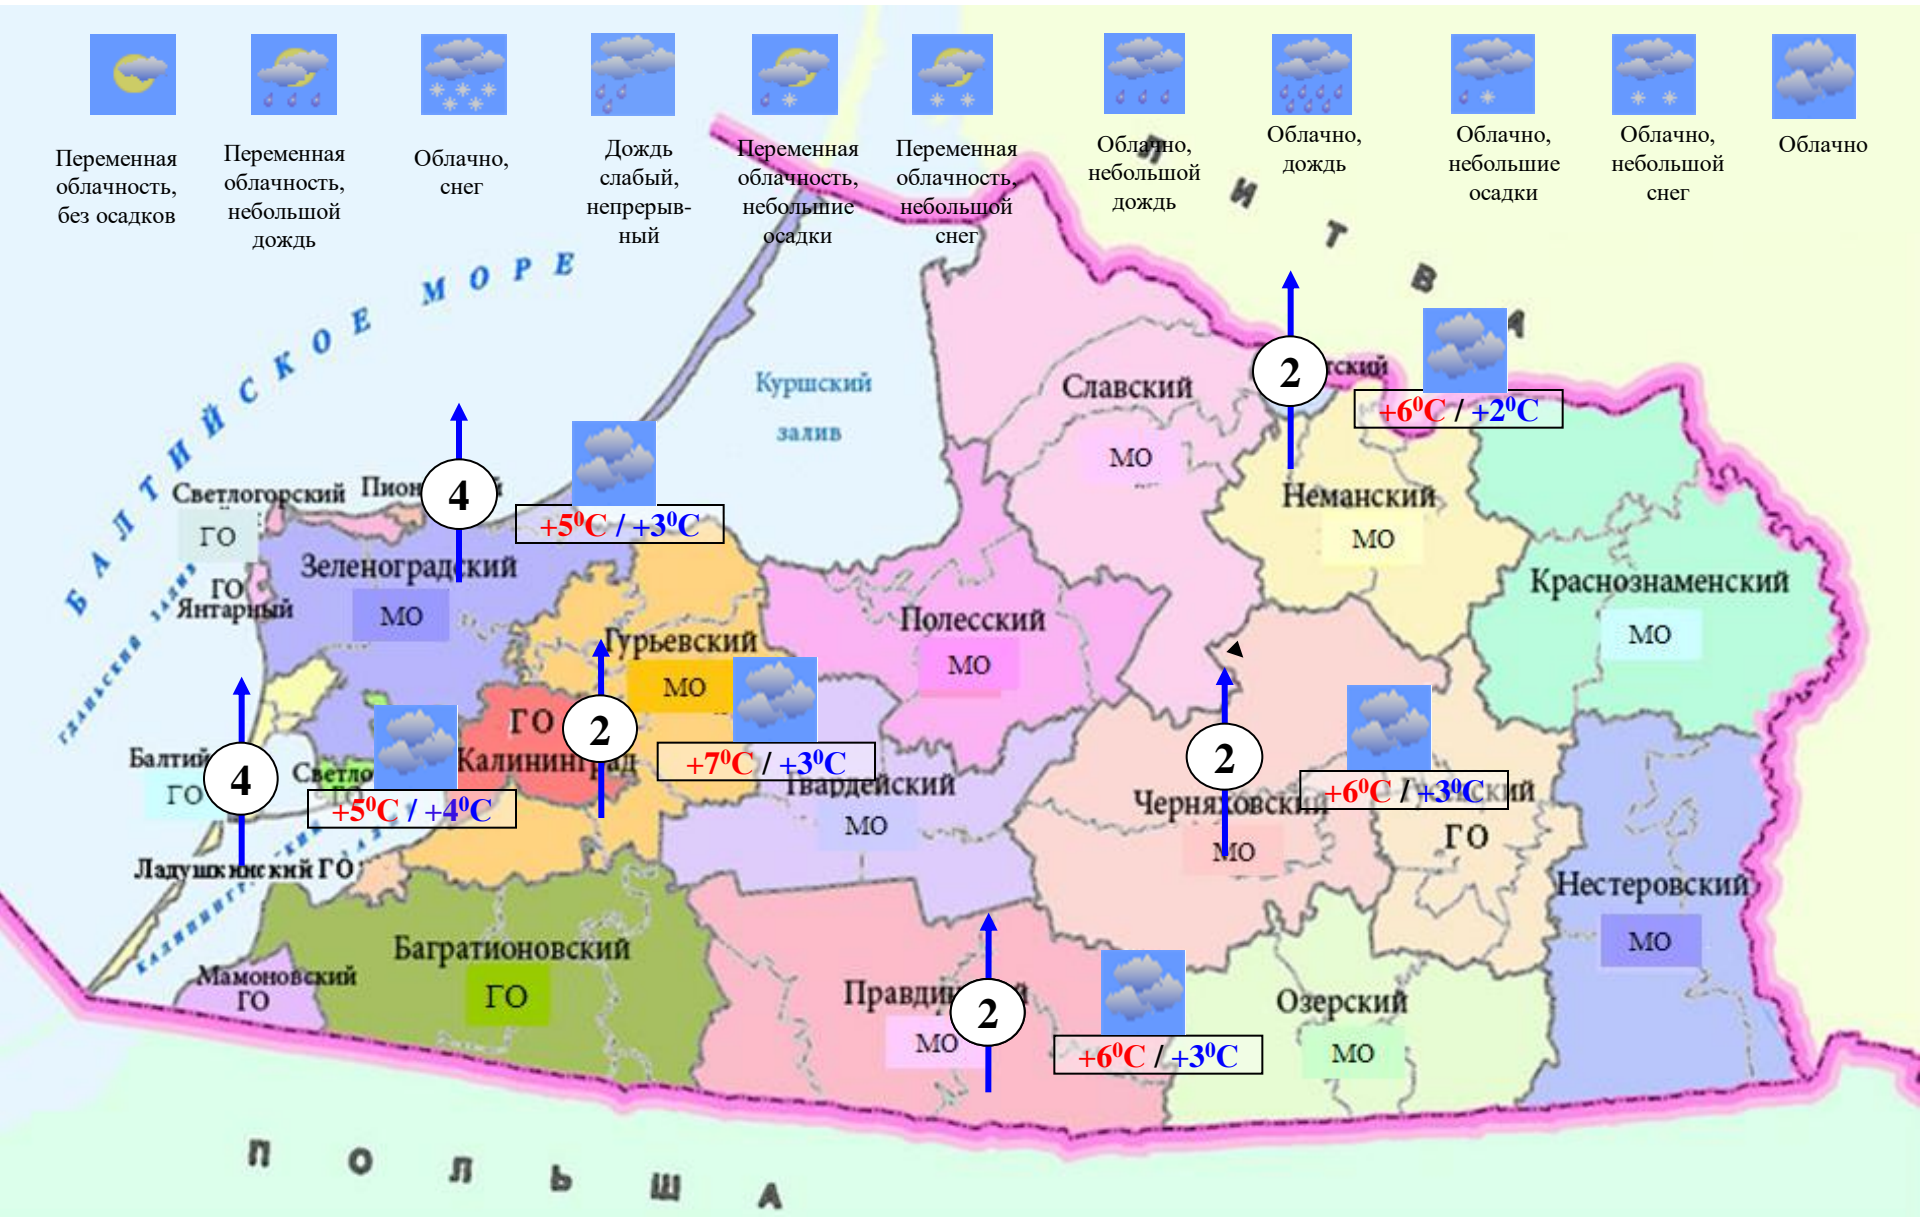 Переменная
облачность,
без осадков
Переменная
облачность,
небольшой
дождь
Облачно,
снег
Дождь
слабый,
непрерыв-
ный
Переменная
облачность,
небольшие
осадки
Переменная
облачность,
небольшой
снег
Облачно,
небольшой
дождь
Облачно,
дождь
Облачно,
небольшие
осадки
Облачно,
небольшой
снег
Облачно
ЛИТВА
БАЛТИЙСКОЕ МОРЕ
Куршский
залив
Славский
МО
2
+6⁰C / +2⁰C
4
+5⁰C / +3⁰C
Светлогорский
ГО
Неманский
МО
Зеленоградский
МО
ГО
Янтарный
Краснознаменский
МО
Гурьевский
МО
Полесский
МО
ГО
Калининград
2
+7⁰C / +3⁰C
4
ГО
+5⁰C / +4⁰C
Гвардейский
МО
2
Черняховский
МО
+6⁰C / +3⁰C
ГО
Ладушкинский ГО
Нестеровский
МО
Багратионовский
ГО
Мамоновский
ГО
МО
2
+6⁰C / +3⁰C
Озерский
МО
ПОЛЬША